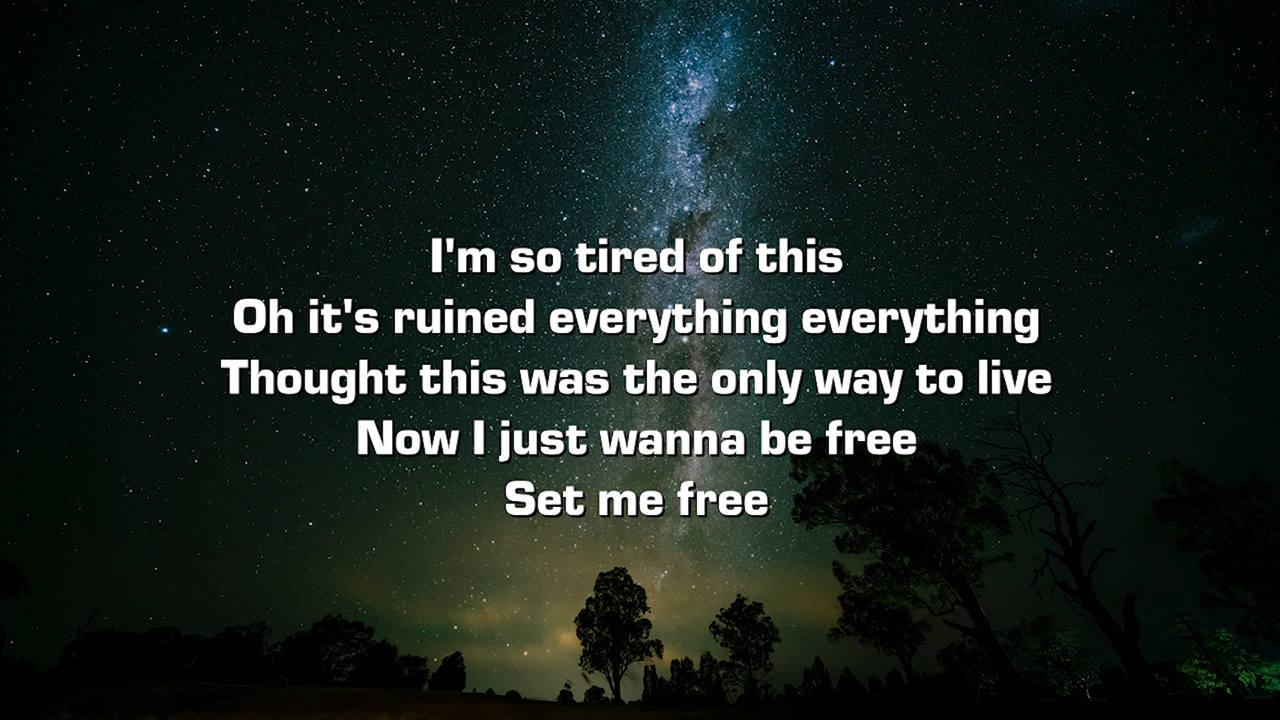 I'm so tired of this
Oh it's ruined everything everything
Thought this was the only way to live
Now I just wanna be free
Set me free